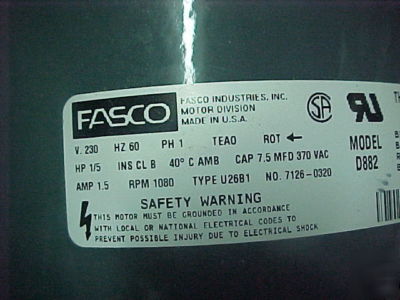 FASCO
FASCO INDUSTRIES, INC.
MOTOR DIVISION
MADE IN U.S.A.
V. 230 HZ 60 PH 1 TEAO ROT ←
HP 1/5 INS CL B 40° C AMB CAP 7.5 MFD 370 VAC
AMP 1.5 RPM 1080 TYPE U26B1 NO. 7126-0320
MODEL
D882
TH
SAFETY WARNING
THIS MOTOR MUST BE GROUNDED IN ACCORDANCE
WITH LOCAL OR NATIONAL ELECTRICAL CODES TO
PREVENT POSSIBLE INJURY DUE TO ELECTRICAL SHOCK